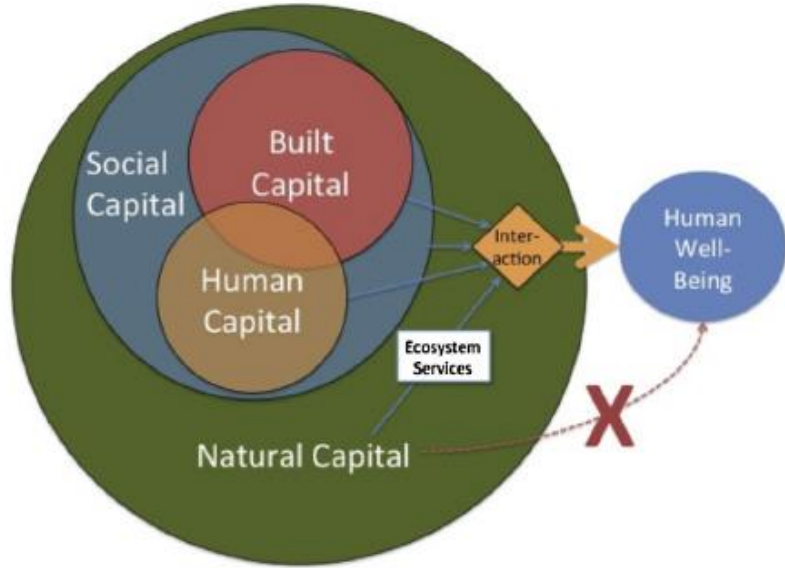 Built
Capital
Social
Capital
Human
Capital
Inter-
action
Human
Well-
Being
Ecosystem
Services
Natural Capital
X